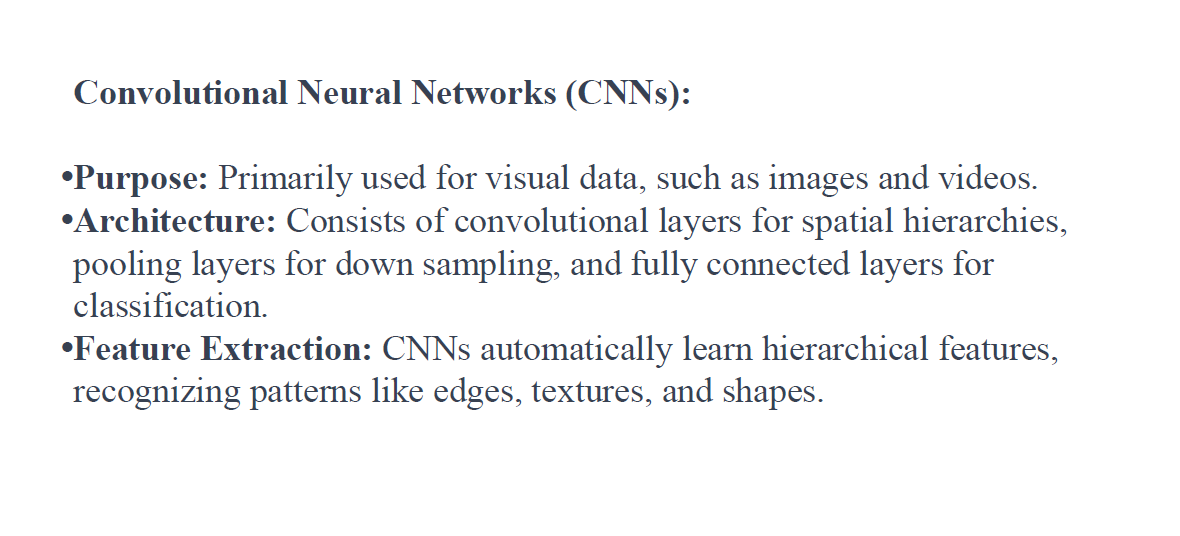 Convolutional Neural Networks (CNNs):
•Purpose: Primarily used for visual data, such as images and videos.
•Architecture: Consists of convolutional layers for spatial hierarchies,
pooling layers for down sampling, and fully connected layers for
classification.
•Feature Extraction: CNNs automatically learn hierarchical features,
recognizing patterns like edges, textures, and shapes.